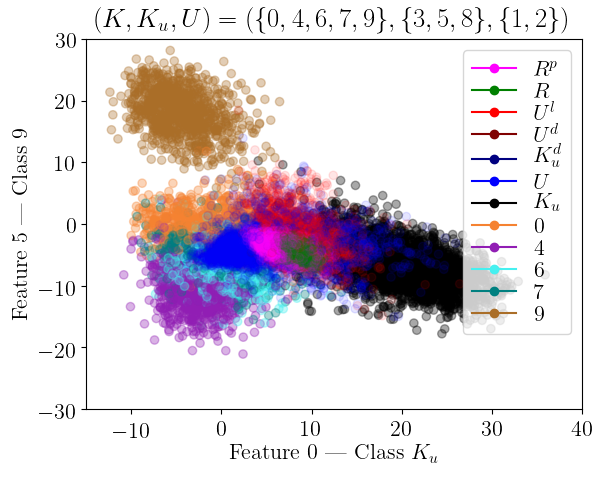 (K, K_u, U) = ({0, 4, 6, 7, 9}, {3, 5, 8}, {1, 2})
30
20
10
0
−10
−20
−30
Feature 5 — Class 9
R^p
R
U^l
U^d
K_u^d
U
K_u
0
4
6
7
9
−10
0
10
20
30
40
Feature 0 — Class K_u